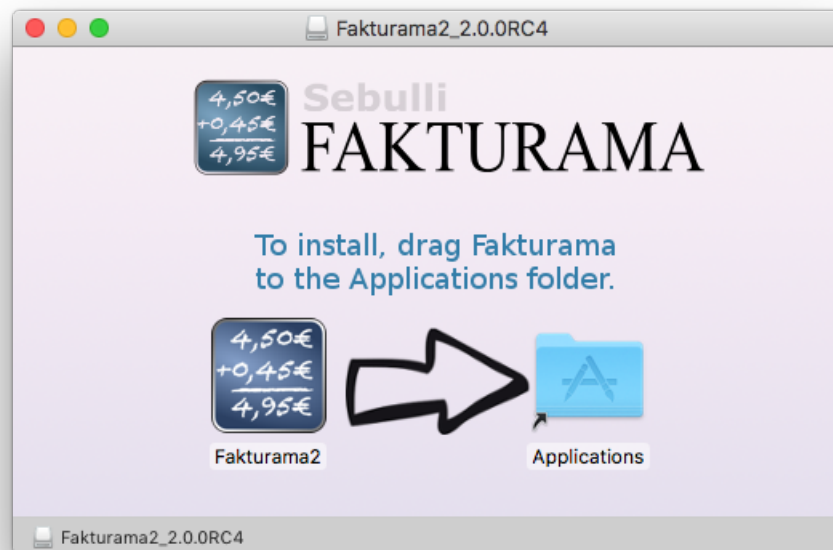 Fakturama2_2.0.0RC4
4,50€
+0,45€
4,95€
Sebulli
FAKTURAMA
To install, drag Fakturama
to the Applications folder.
4,50€
+0,45€
4,95€
Fakturama2
Applications
Fakturama2_2.0.0RC4